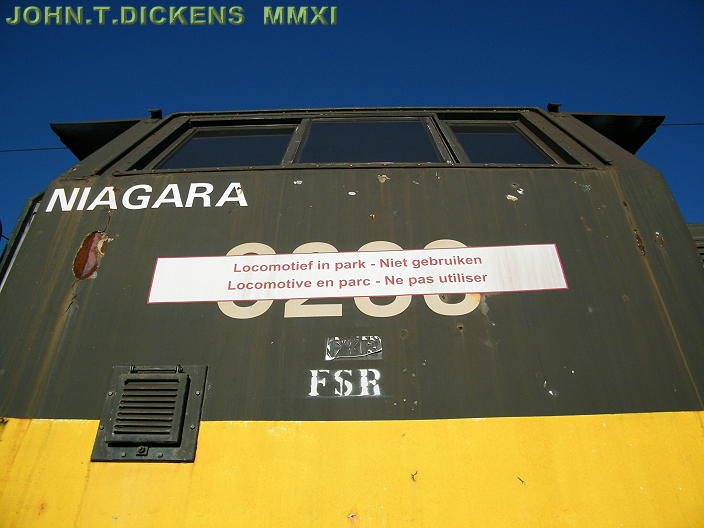 JOHN.T.DICKENS MMXI
NIAGARA
Locomotief in park - Niet gebruiken
Locomotive en parc - Ne pas utiliser
FSR